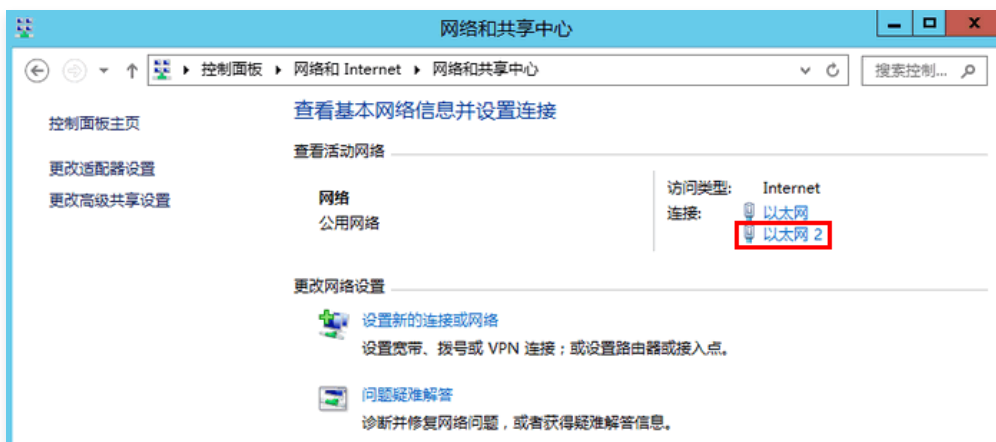 网络和共享中心
控制面板 网络和 Internet 网络和共享中心 搜索控制...
控制面板主页
更改适配器设置
更改高级共享设置
查看基本网络信息并设置连接
查看活动网络
网络
公用网络
访问类型: Internet
连接: 以太网
以太网 2
更改网络设置
设置新的连接或网络
设置宽带、拨号或 VPN 连接；或设置路由器或接入点。
问题疑难解答
诊断并修复网络问题，或者获得疑难解答信息。